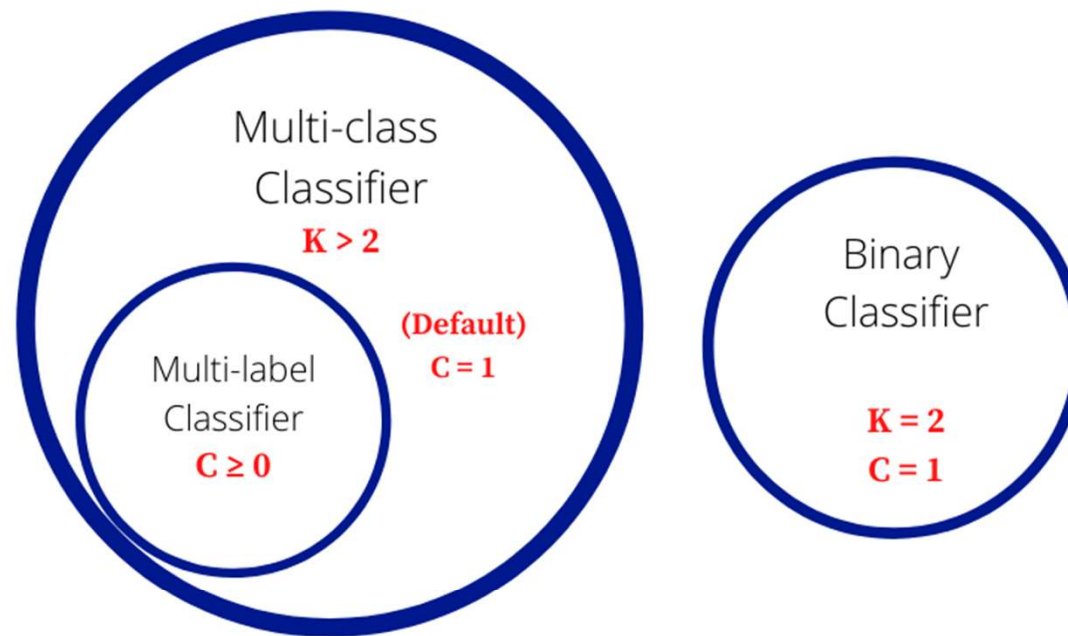 Multi-class
Classifier
K > 2
(Default)
C = 1
Multi-label
Classifier
C ≥ 0
Binary
Classifier
K = 2
C = 1